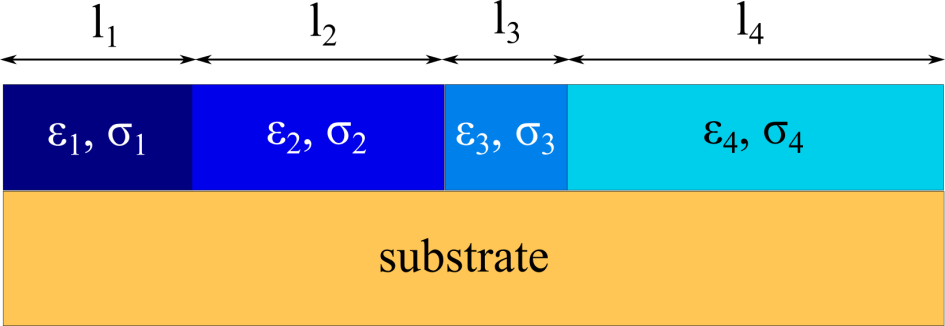 l₁ l₂ l₃ l₄
ε₁, σ₁ ε₂, σ₂ ε₃, σ₃ ε₄, σ₄
substrate